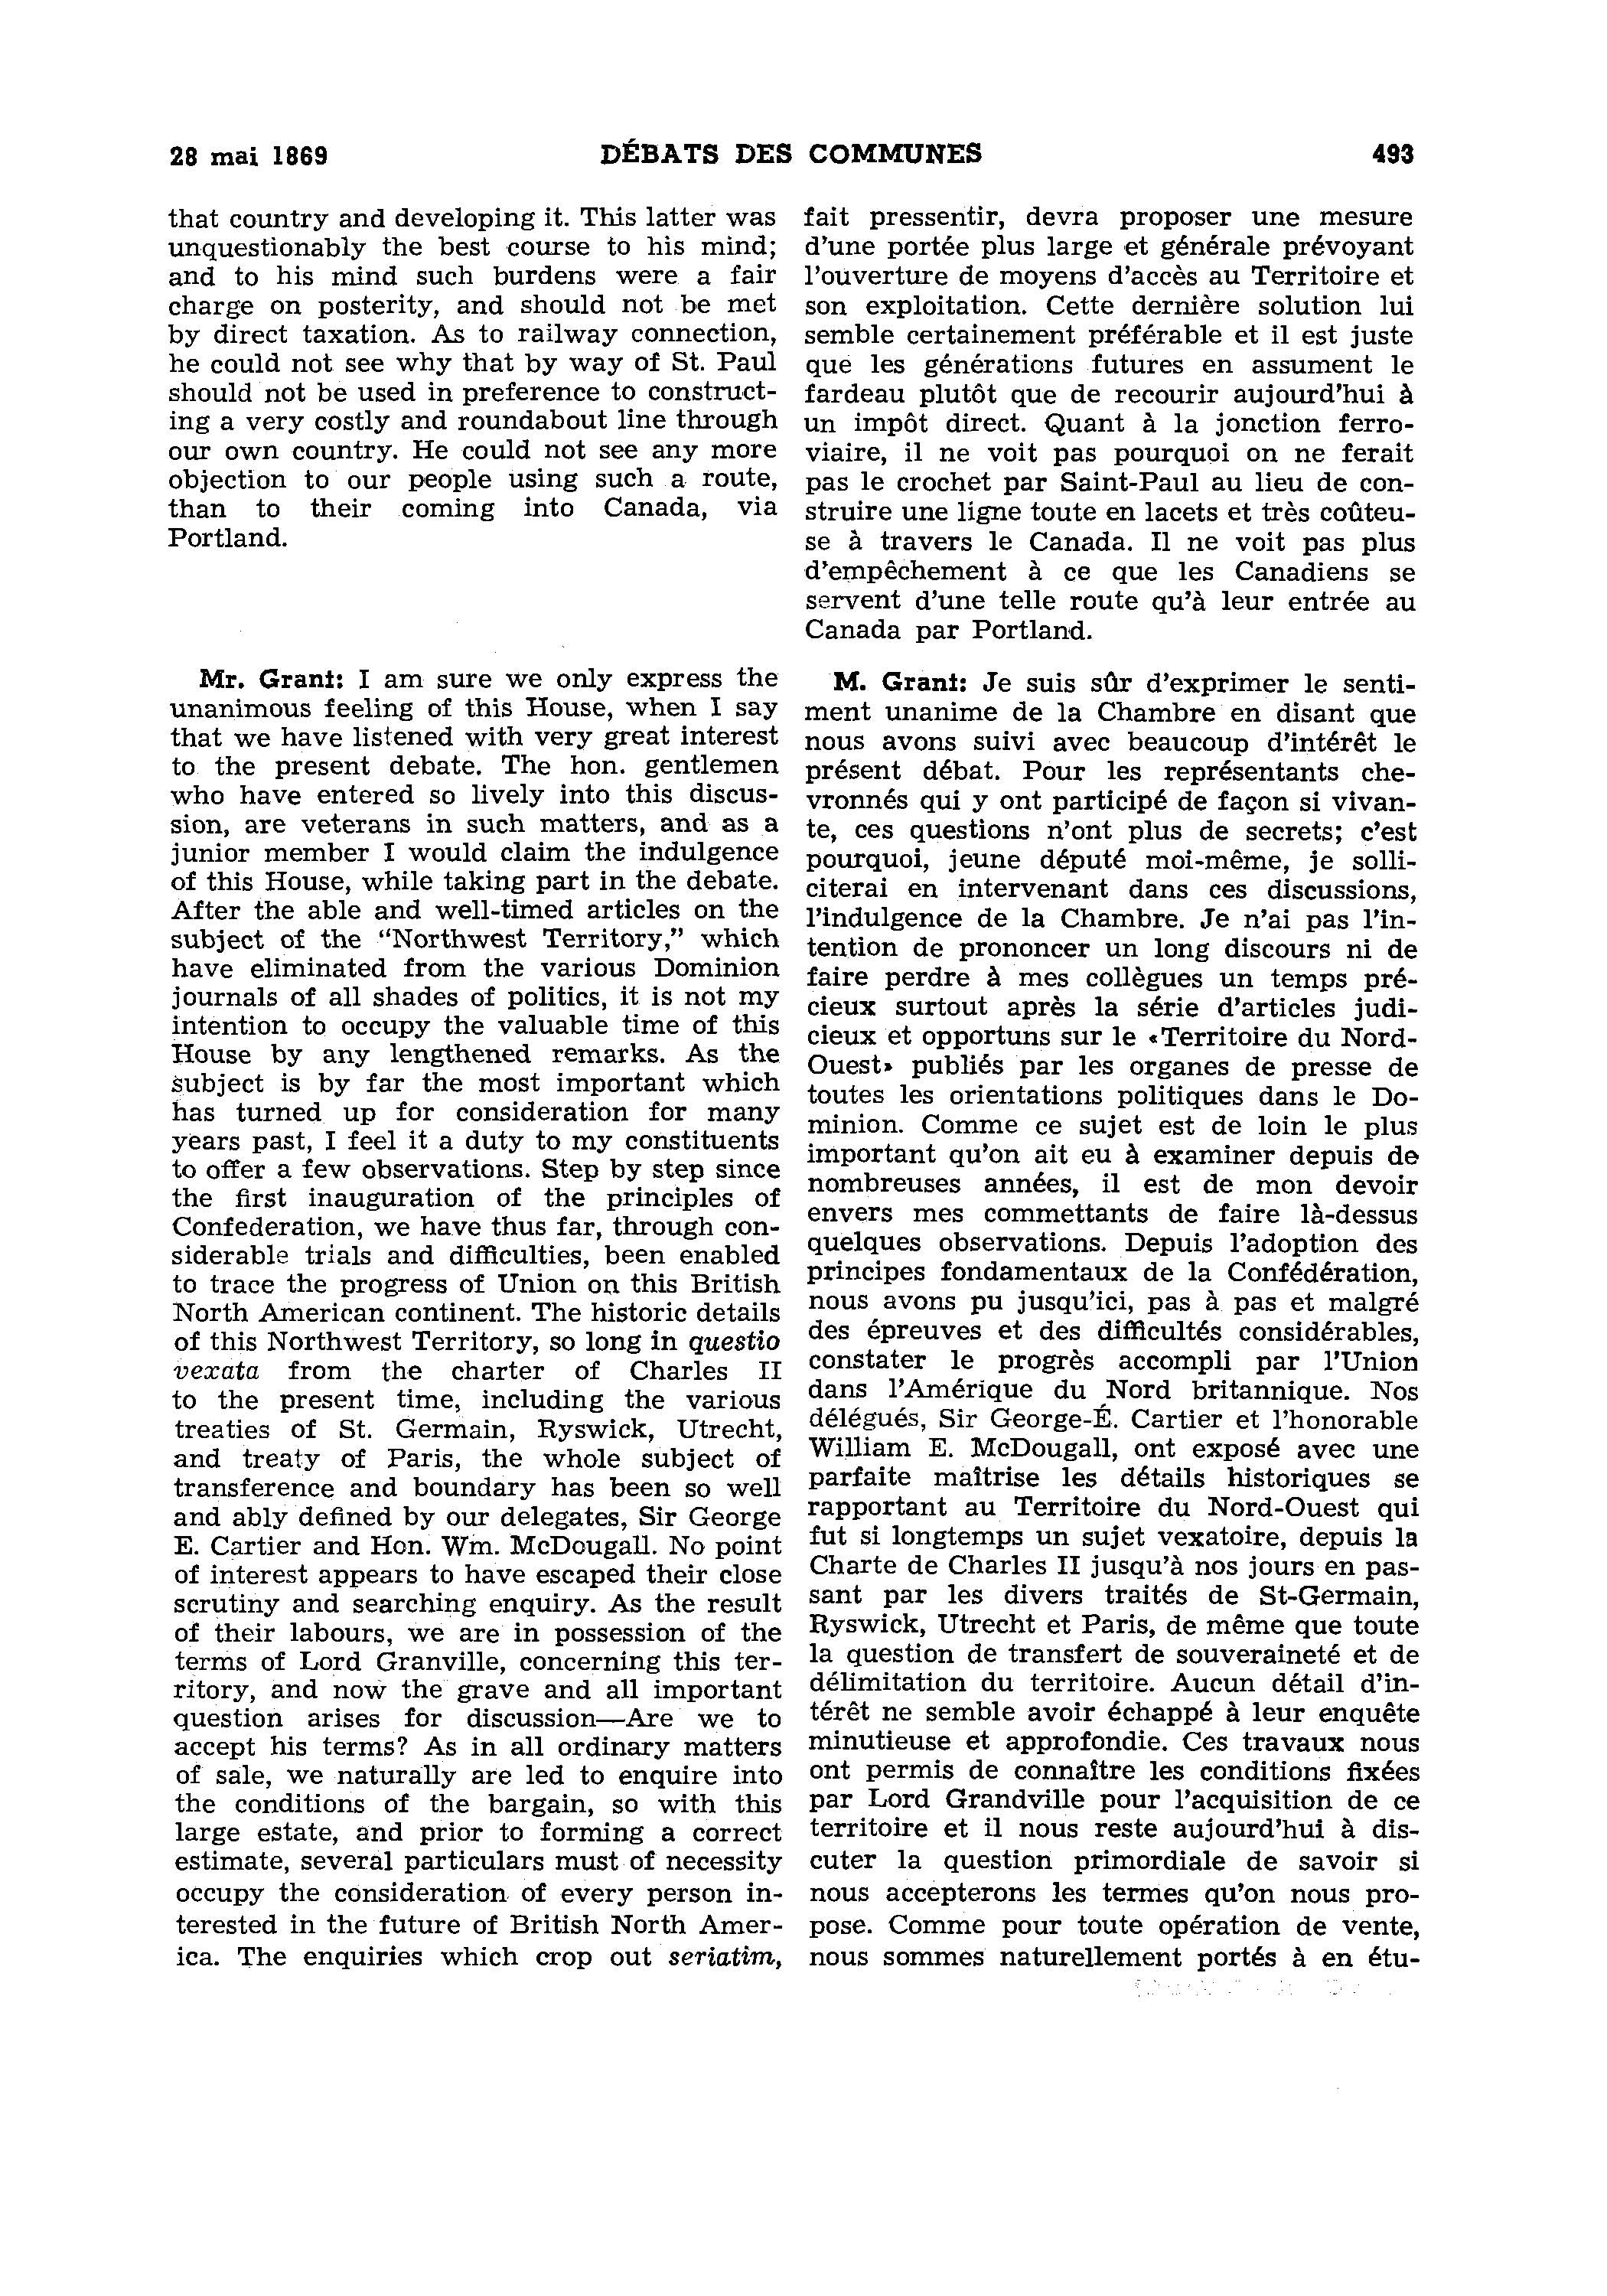 28 mai 1869
DÉBATS DES COMMUNES
493
that country and developing it. This latter was
unquestionably the best course to his mind;
and to his mind such burdens were a fair
charge on posterity, and should not be met
by direct taxation. As to railway connection,
he could not see why that by way of St. Paul
should not be used in preference to construct-
ing a very costly and roundabout line through
our own country. He could not see any more
objection to our people using such a route,
than to their coming into Canada, via
Portland.
Mr. Grant: I am sure we only express the
unanimous feeling of this House, when I say
that we have listened with very great interest
to the present debate. The hon. gentlemen
who have entered so lively into this discus-
sion, are veterans in such matters, and as a
junior member I would claim the indulgence
of this House, while taking part in the debate.
After the able and well-timed articles on the
subject of the “Northwest Territory,” which
have eliminated from the various Dominion
journals of all shades of politics, it is not my
intention to occupy the valuable time of this
House by any lengthened remarks. As the
subject is by far the most important which
has turned up for consideration for many
years past, I feel it a duty to my constituents
to offer a few observations. Step by step since
the first inauguration of the principles of
Confederation, we have thus far, through con-
siderable trials and difficulties, been enabled
to trace the progress of Union on this British
North American continent. The historic details
of this Northwest Territory, so long in questio
vexata from the charter of Charles II
to the present time, including the various
treaties of St. Germain, Ryswick, Utrecht,
and treaty of Paris, the whole subject of
transference and boundary has been so well
and ably defined by our delegates, Sir George
E. Cartier and Hon. Wm. McDougall. No point
of interest appears to have escaped their close
scrutiny and searching enquiry. As the result
of their labours, we are in possession of the
terms of Lord Granville, concerning this ter-
ritory, and now the grave and all important
question arises for discussion—Are we to
accept his terms? As in all ordinary matters
of sale, we naturally are led to enquire into
the conditions of the bargain, so with this
large estate, and prior to forming a correct
estimate, several particulars must of necessity
occupy the consideration of every person in-
terested in the future of British North Amer-
ica. The enquiries which crop out seriatim,
fait pressentir, devra proposer une mesure
d'une portée plus large et générale prévoyant
l'ouverture de moyens d'accès au Territoire et
son exploitation. Cette dernière solution lui
semble certainement préférable et il est juste
que les générations futures en assument le
fardeau plutôt que de recourir aujourd'hui à
un impôt direct. Quant à la jonction ferro-
viaire, il ne voit pas pourquoi on ne ferait
pas le crochet par Saint-Paul au lieu de con-
struire une ligne toute en lacets et très coûteu-
se à travers le Canada. Il ne voit pas plus
d'empêchement à ce que les Canadiens se
servent d'une telle route qu'à leur entrée au
Canada par Portland.
M. Grant: Je suis sûr d'exprimer le senti-
ment unanime de la Chambre en disant que
nous avons suivi avec beaucoup d'intérêt le
présent débat. Pour les représentants che-
vronnés qui y ont participé de façon si vivan-
te, ces questions n'ont plus de secrets; c'est
pourquoi, jeune député moi-même, je solli-
citerai en intervenant dans ces discussions,
l'indulgence de la Chambre. Je n'ai pas l'in-
tention de prononcer un long discours ni de
faire perdre à mes collègues un temps pré-
cieux surtout après la série d'articles judi-
cieux et opportuns sur le «Territoire du Nord-
Ouest» publiés par les organes de presse de
toutes les orientations politiques dans le Do-
minion. Comme ce sujet est de loin le plus
important qu'on ait eu à examiner depuis de
nombreuses années, il est de mon devoir
envers mes commettants de faire là-dessus
quelques observations. Depuis l'adoption des
principes fondamentaux de la Confédération,
nous avons pu jusqu'ici, pas à pas et malgré
des épreuves et des difficultés considérables,
constater le progrès accompli par l'Union
dans l'Amérique du Nord britannique. Nos
délégués, Sir George-É. Cartier et l'honorable
William E. McDougall, ont exposé avec une
parfaite maîtrise les détails historiques se
rapportant au Territoire du Nord-Ouest qui
fut si longtemps un sujet vexatoire, depuis la
Charte de Charles II jusqu'à nos jours en pas-
sant par les divers traités de St-Germain,
Ryswick, Utrecht et Paris, de même que toute
la question de transfert de souveraineté et de
délimitation du territoire. Aucun détail d'in-
térêt ne semble avoir échappé à leur enquête
minutieuse et approfondie. Ces travaux nous
ont permis de connaître les conditions fixées
par Lord Grandville pour l'acquisition de ce
territoire et il nous reste aujourd'hui à dis-
cuter la question primordiale de savoir si
nous accepterons les termes qu'on nous pro-
pose. Comme pour toute opération de vente,
nous sommes naturellement portés à en étu-